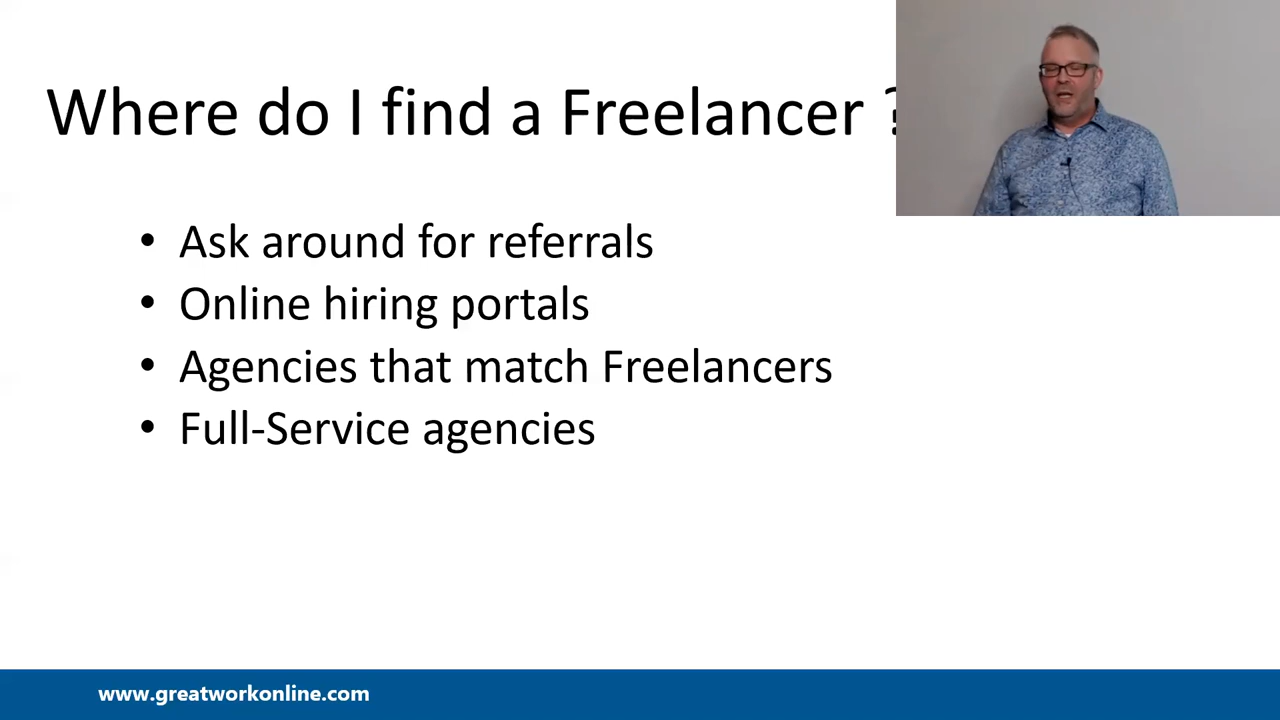 Where do I find a Freelancer ?
• Ask around for referrals
• Online hiring portals
• Agencies that match Freelancers
• Full-Service agencies
www.greatworkonline.com